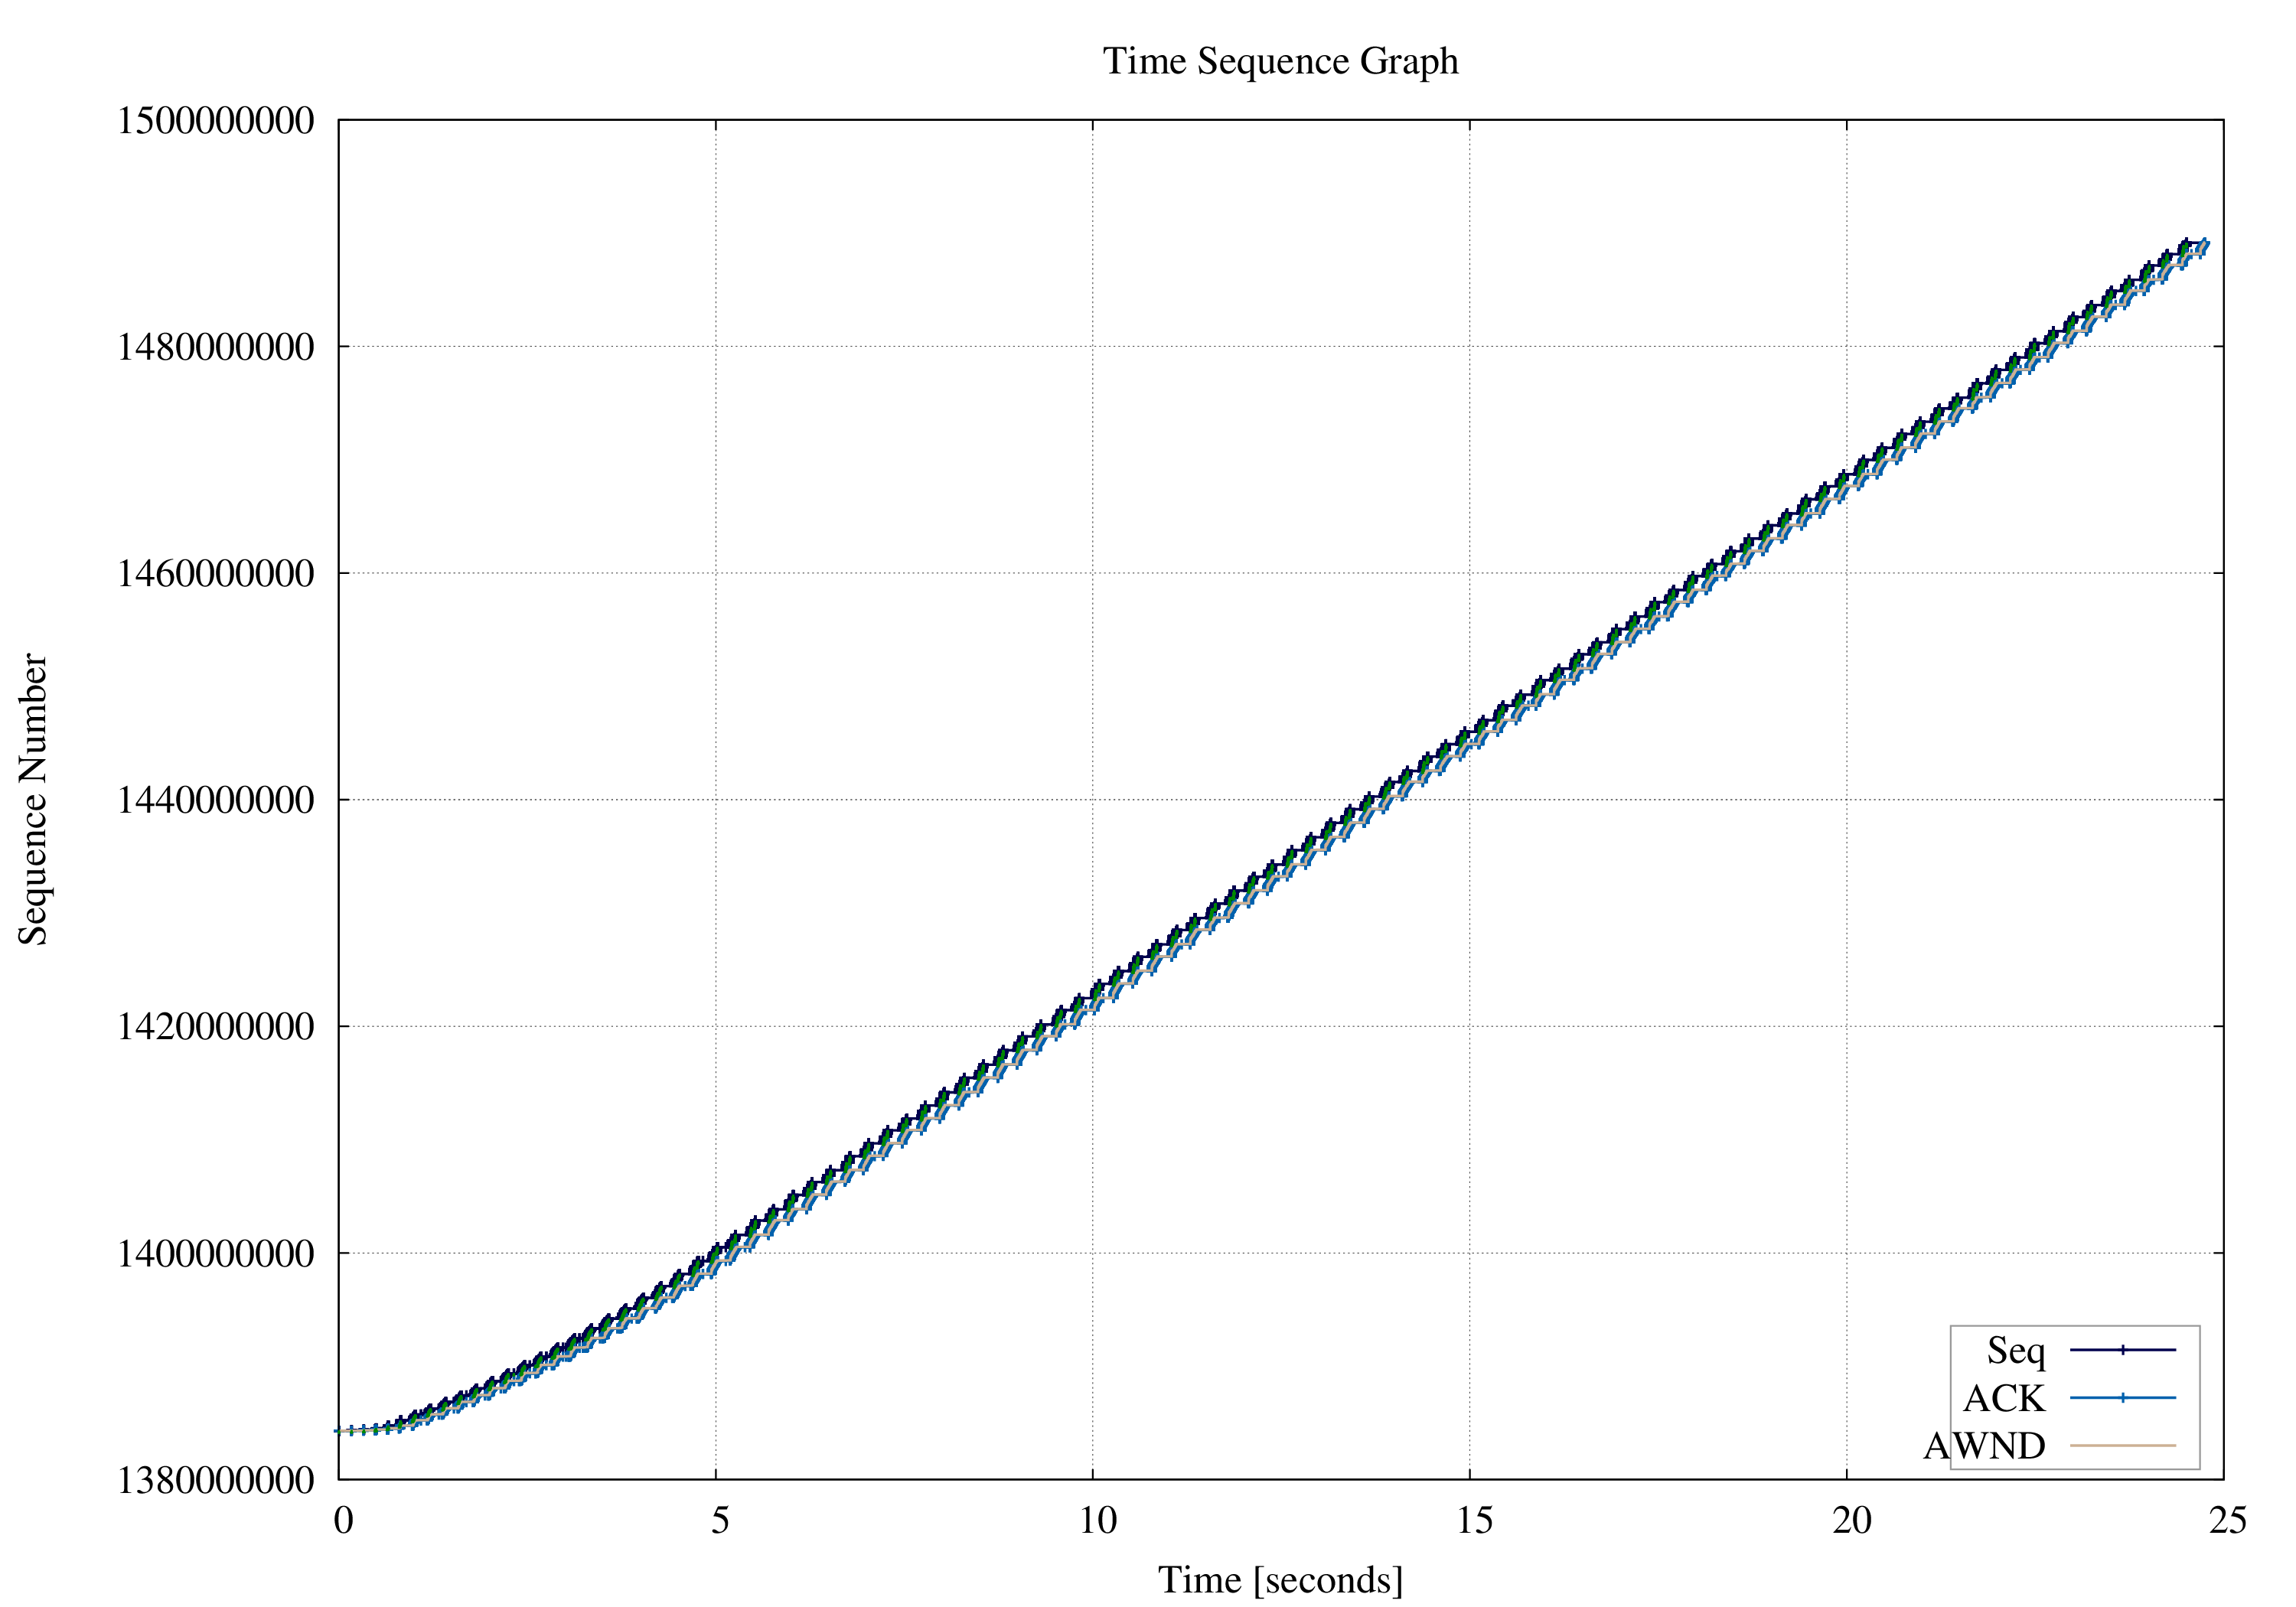 Time Sequence Graph
1500000000
1480000000
1460000000
1440000000
1420000000
1400000000
1380000000
Sequence Number
0 5 10 15 20 25
Time [seconds]
Seq
ACK
AWND